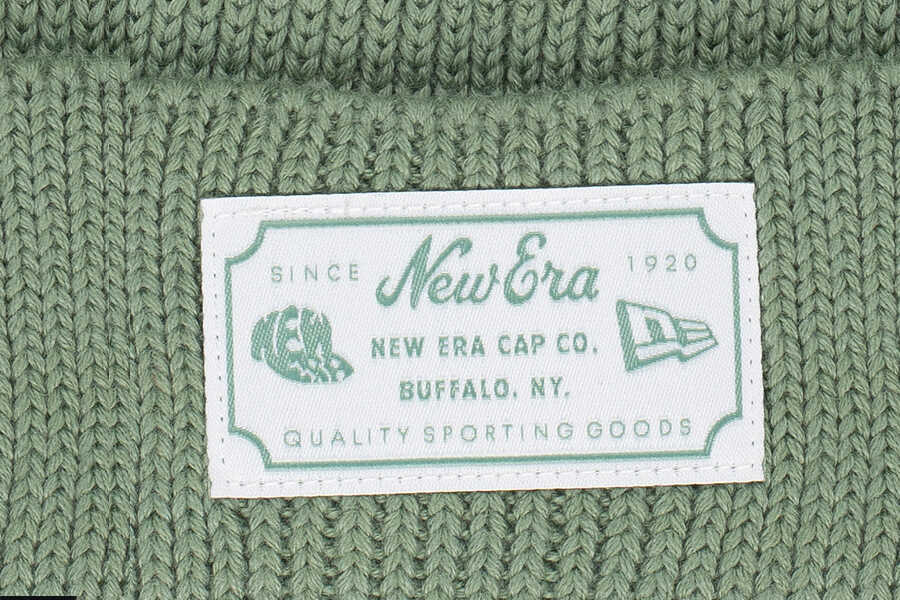 SINCE New Era 1920
NEW ERA CAP CO.
BUFFALO, NY.
QUALITY SPORTING GOODS